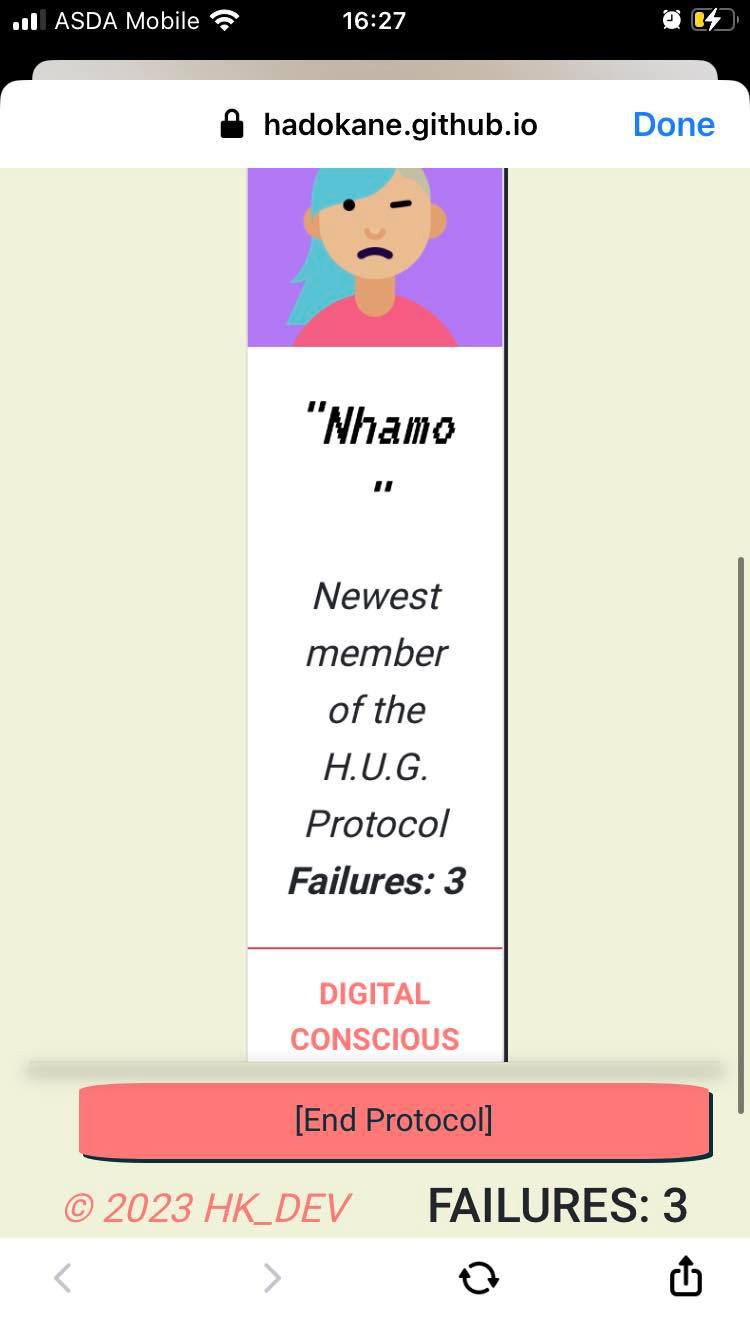 ASDA Mobile 16:27
hadokane.github.io Done
"Nhamo
"
Newest
member
of the
H.U.G.
Protocol
Failures: 3
DIGITAL
CONSCIOUS
[End Protocol]
© 2023 HK_DEV FAILURES: 3